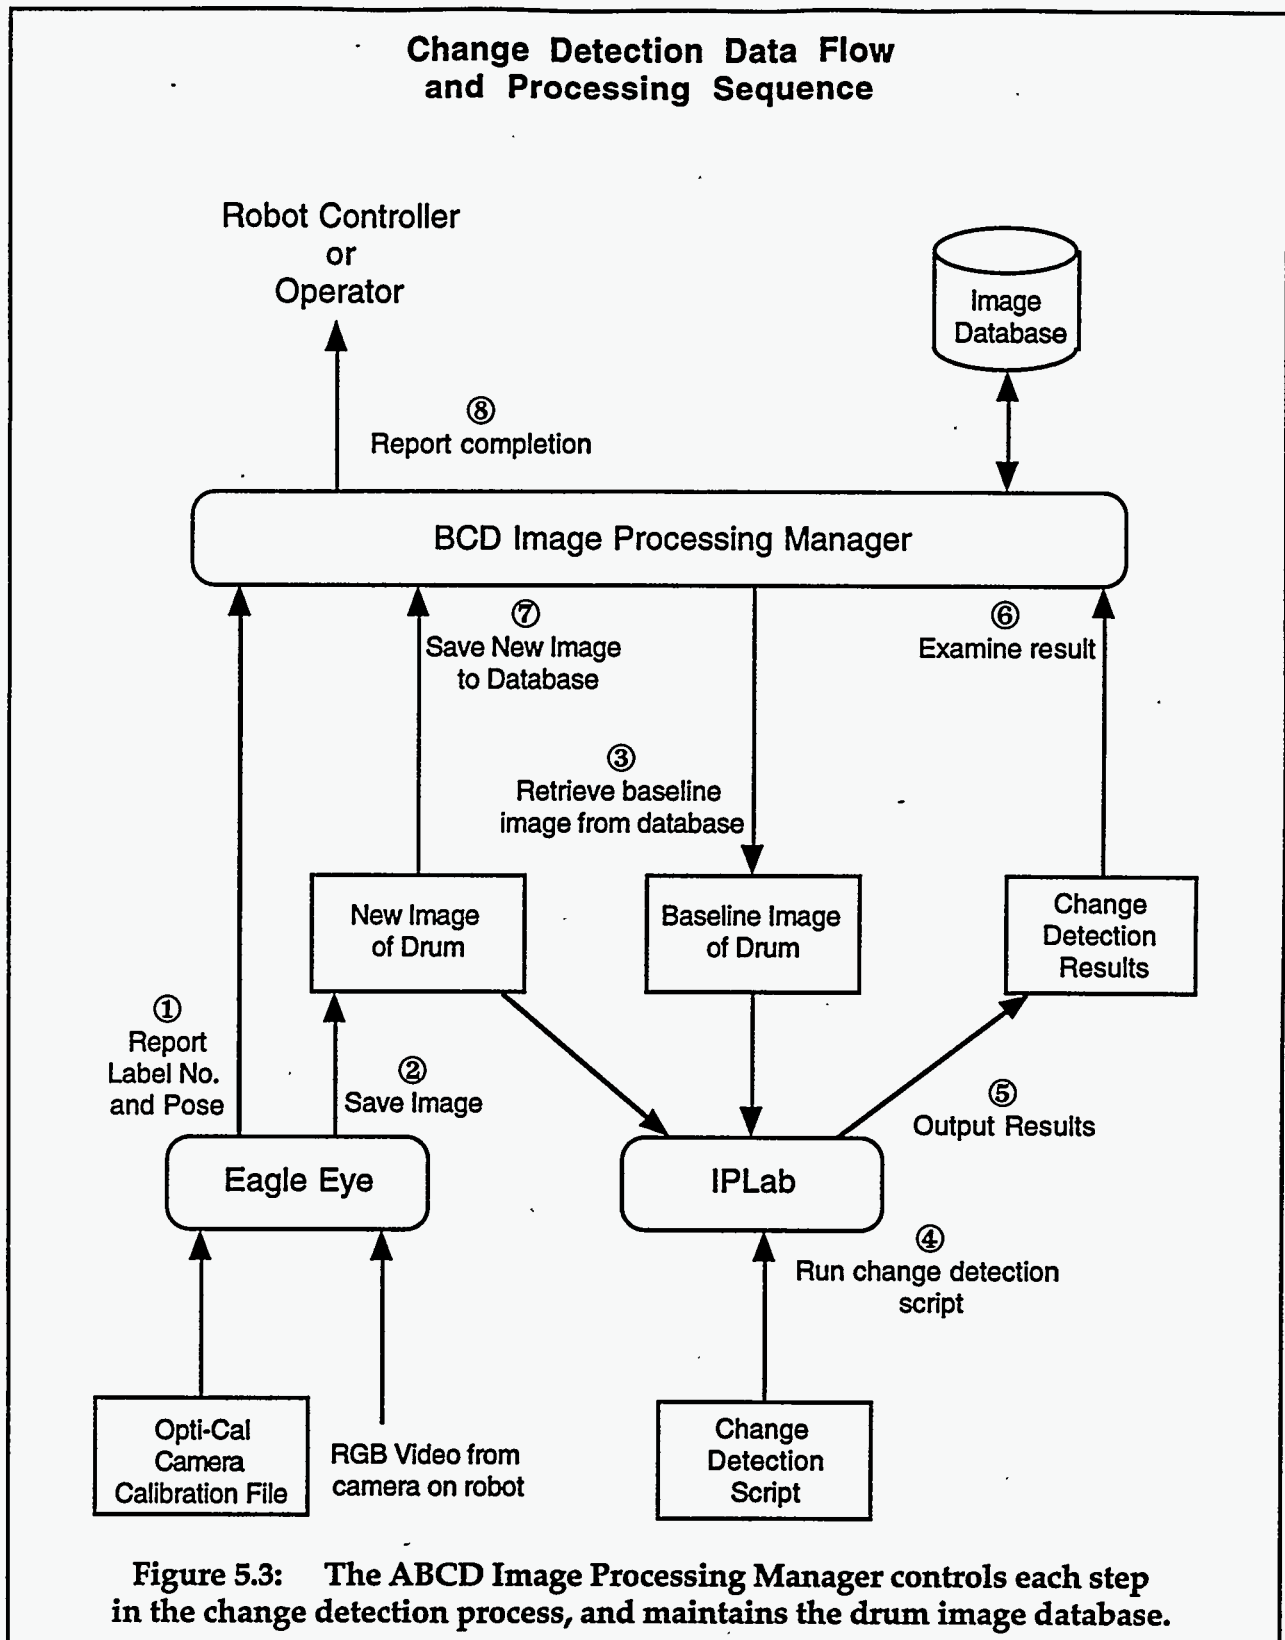 Change Detection Data Flow
and Processing Sequence
Robot Controller
or
Operator
Image
Database
⑧
Report completion
BCD Image Processing Manager
⑦
Save New Image
to Database
⑥
Examine result
③
Retrieve baseline
image from database
New Image
of Drum
Baseline Image
of Drum
Change
Detection
Results
①
Report
Label No.
and Pose
②
Save Image
⑤
Output Results
Eagle Eye
IPLab
④
Run change detection
script
Opti-Cal
Camera
Calibration File
RGB Video from
camera on robot
Change
Detection
Script
Figure 5.3: The ABCD Image Processing Manager controls each step
in the change detection process, and maintains the drum image database.